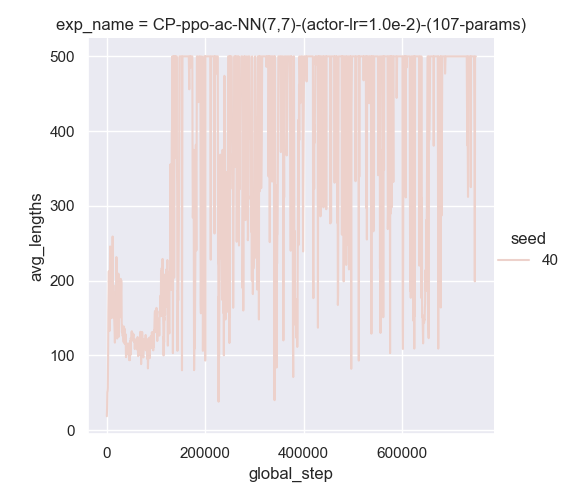 exp_name = CP-ppo-ac-NN(7,7)-(actor-lr=1.0e-2)-(107-params)
500
400
300
200
100
0
avg_lengths
0 200000 400000 600000
global_step
seed
40